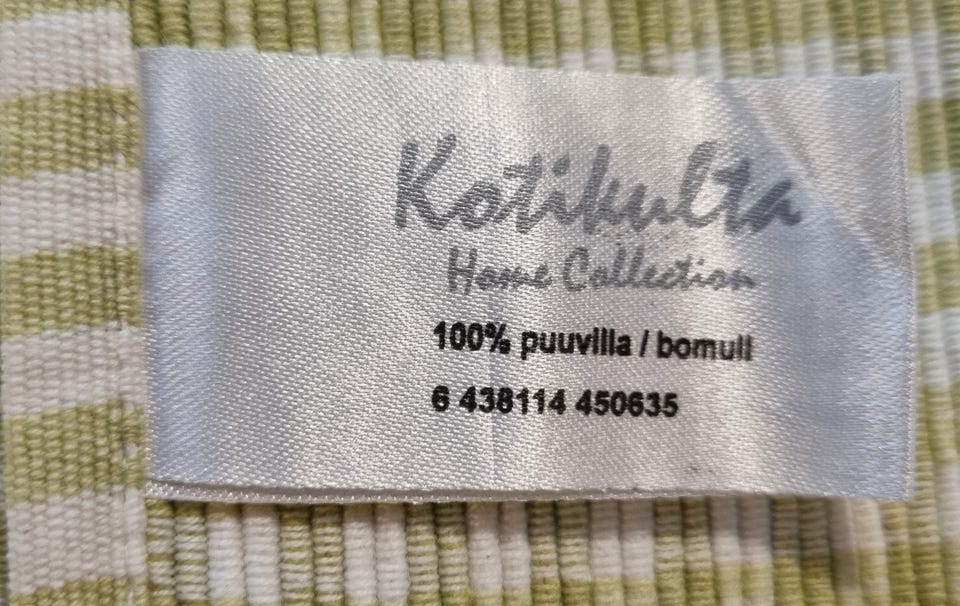 Kotikulta
Home Collection
100% puuvilla / bomull
6 438114 450635